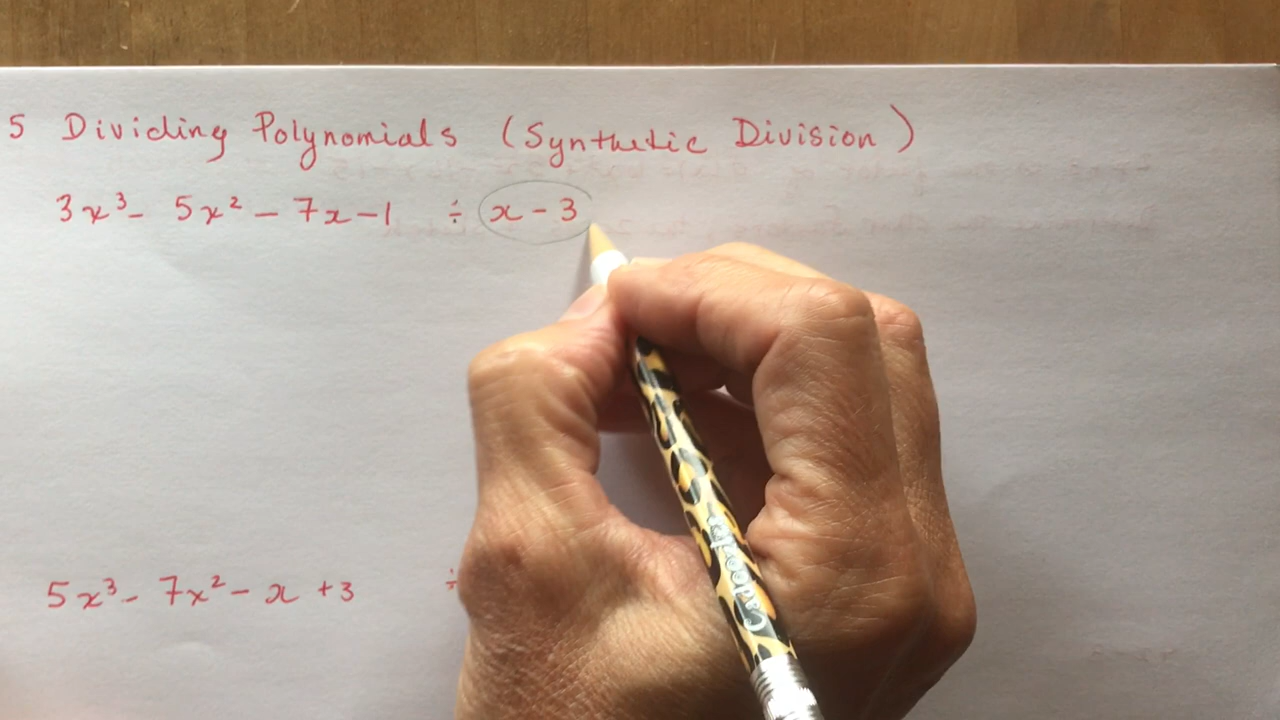 5 Dividing Polynomials (Synthetic Division)
3x³ - 5x² - 7x - 1 ÷ x - 3
5x³ - 7x² - x + 3 ÷